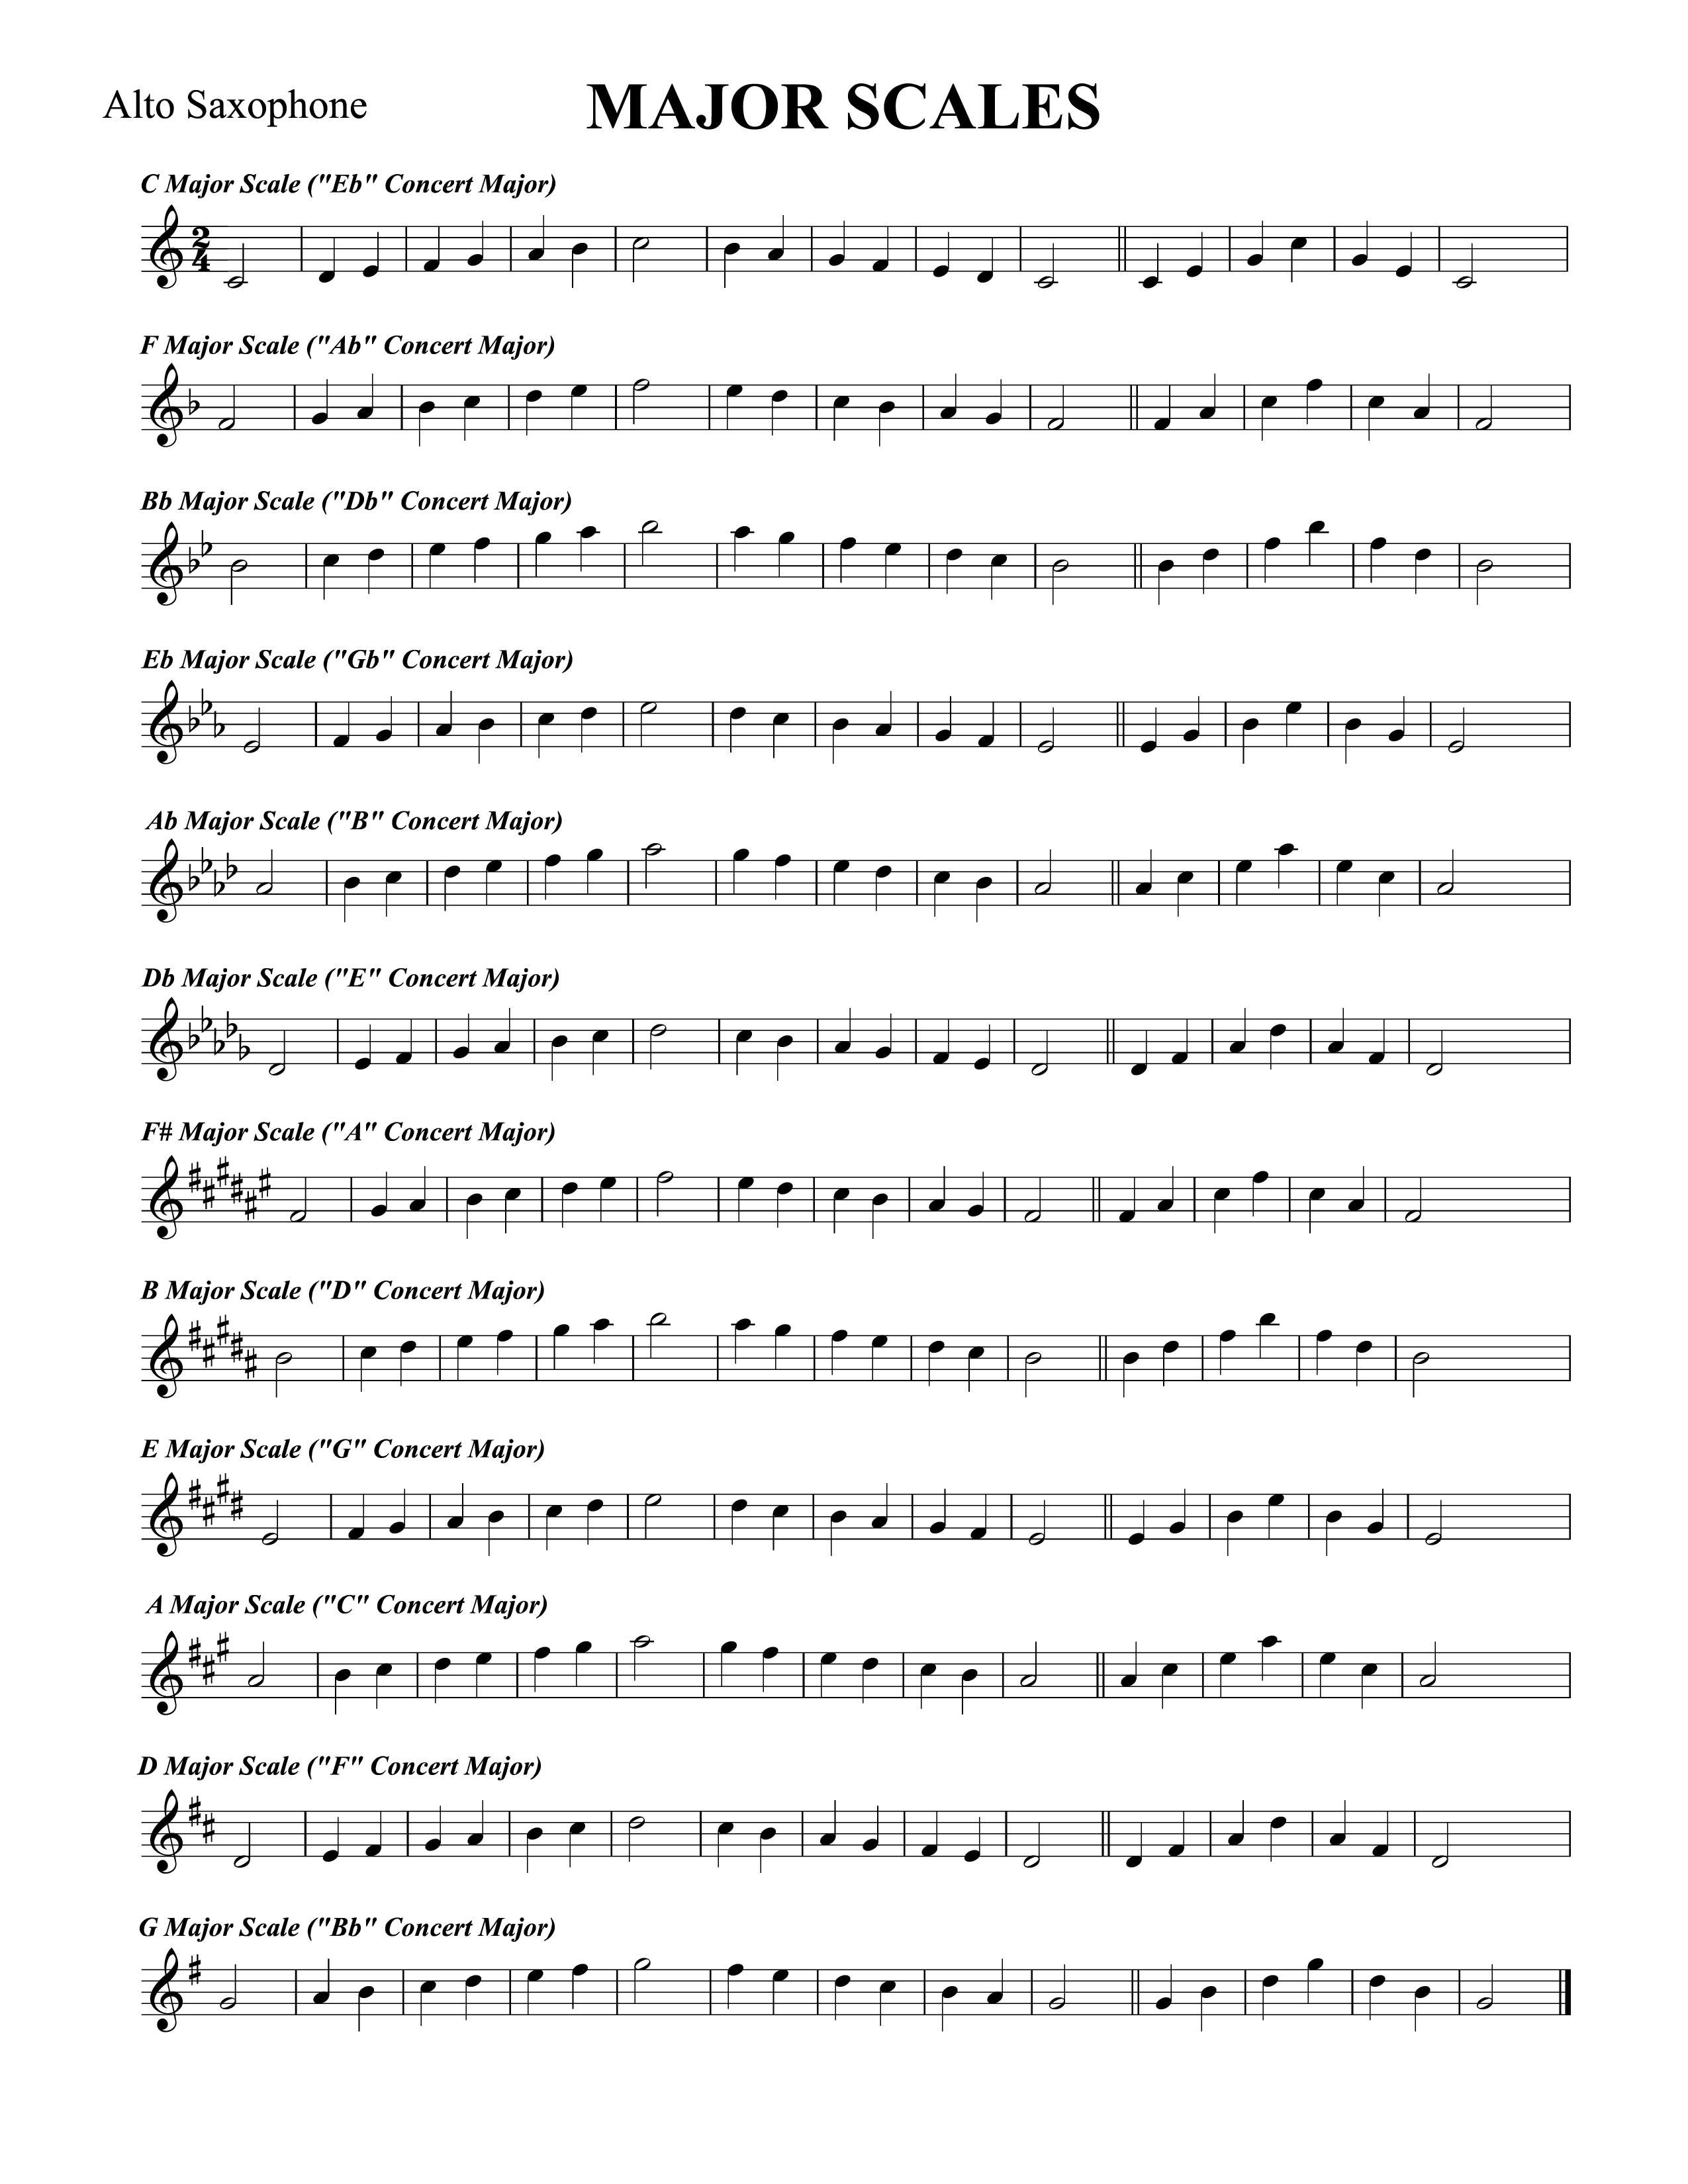 Alto Saxophone
MAJOR SCALES
C Major Scale ("Eb" Concert Major)
2
4
F Major Scale ("Ab" Concert Major)
Bb Major Scale ("Db" Concert Major)
Eb Major Scale ("Gb" Concert Major)
Ab Major Scale ("B" Concert Major)
Db Major Scale ("E" Concert Major)
F# Major Scale ("A" Concert Major)
B Major Scale ("D" Concert Major)
E Major Scale ("G" Concert Major)
A Major Scale ("C" Concert Major)
D Major Scale ("F" Concert Major)
G Major Scale ("Bb" Concert Major)